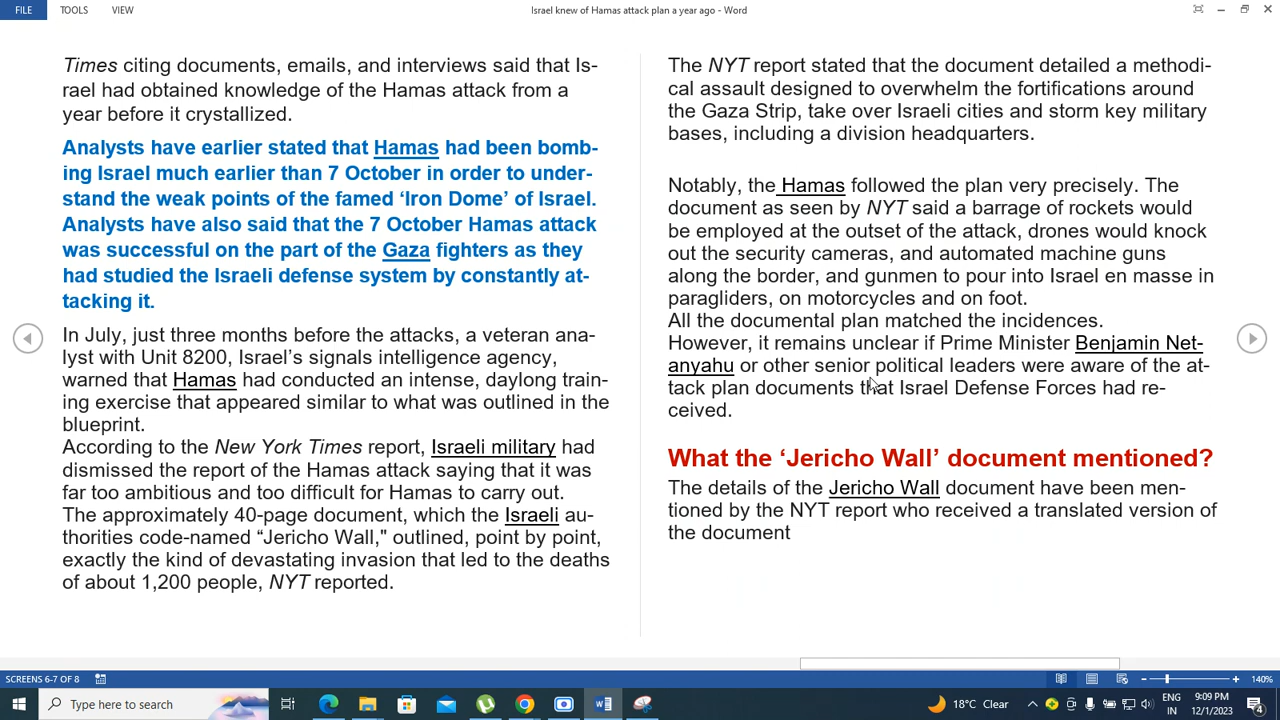 FILE TOOLS VIEW
Israel knew of Hamas attack plan a year ago - Word
Times citing documents, emails, and interviews said that Is-
rael had obtained knowledge of the Hamas attack from a
year before it crystallized.
Analysts have earlier stated that Hamas had been bomb-
ing Israel much earlier than 7 October in order to under-
stand the weak points of the famed ‘Iron Dome’ of Israel.
Analysts have also said that the 7 October Hamas attack
was successful on the part of the Gaza fighters as they
had studied the Israeli defense system by constantly at-
tacking it.
In July, just three months before the attacks, a veteran ana-
lyst with Unit 8200, Israel’s signals intelligence agency,
warned that Hamas had conducted an intense, daylong train-
ing exercise that appeared similar to what was outlined in the
blueprint.
According to the New York Times report, Israeli military had
dismissed the report of the Hamas attack saying that it was
far too ambitious and too difficult for Hamas to carry out.
The approximately 40-page document, which the Israeli au-
thorities code-named “Jericho Wall," outlined, point by point,
exactly the kind of devastating invasion that led to the deaths
of about 1,200 people, NYT reported.
The NYT report stated that the document detailed a methodi-
cal assault designed to overwhelm the fortifications around
the Gaza Strip, take over Israeli cities and storm key military
bases, including a division headquarters.
Notably, the Hamas followed the plan very precisely. The
document as seen by NYT said a barrage of rockets would
be employed at the outset of the attack, drones would knock
out the security cameras, and automated machine guns
along the border, and gunmen to pour into Israel en masse in
paragliders, on motorcycles and on foot.
All the documental plan matched the incidences.
However, it remains unclear if Prime Minister Benjamin Net-
anyahu or other senior political leaders were aware of the at-
tack plan documents that Israel Defense Forces had re-
ceived.
What the ‘Jericho Wall’ document mentioned?
The details of the Jericho Wall document have been men-
tioned by the NYT report who received a translated version of
the document
SCREENS 6-7 OF 8
140%
Type here to search
18°C Clear
ENG
IN
9:09 PM
12/1/2023
4